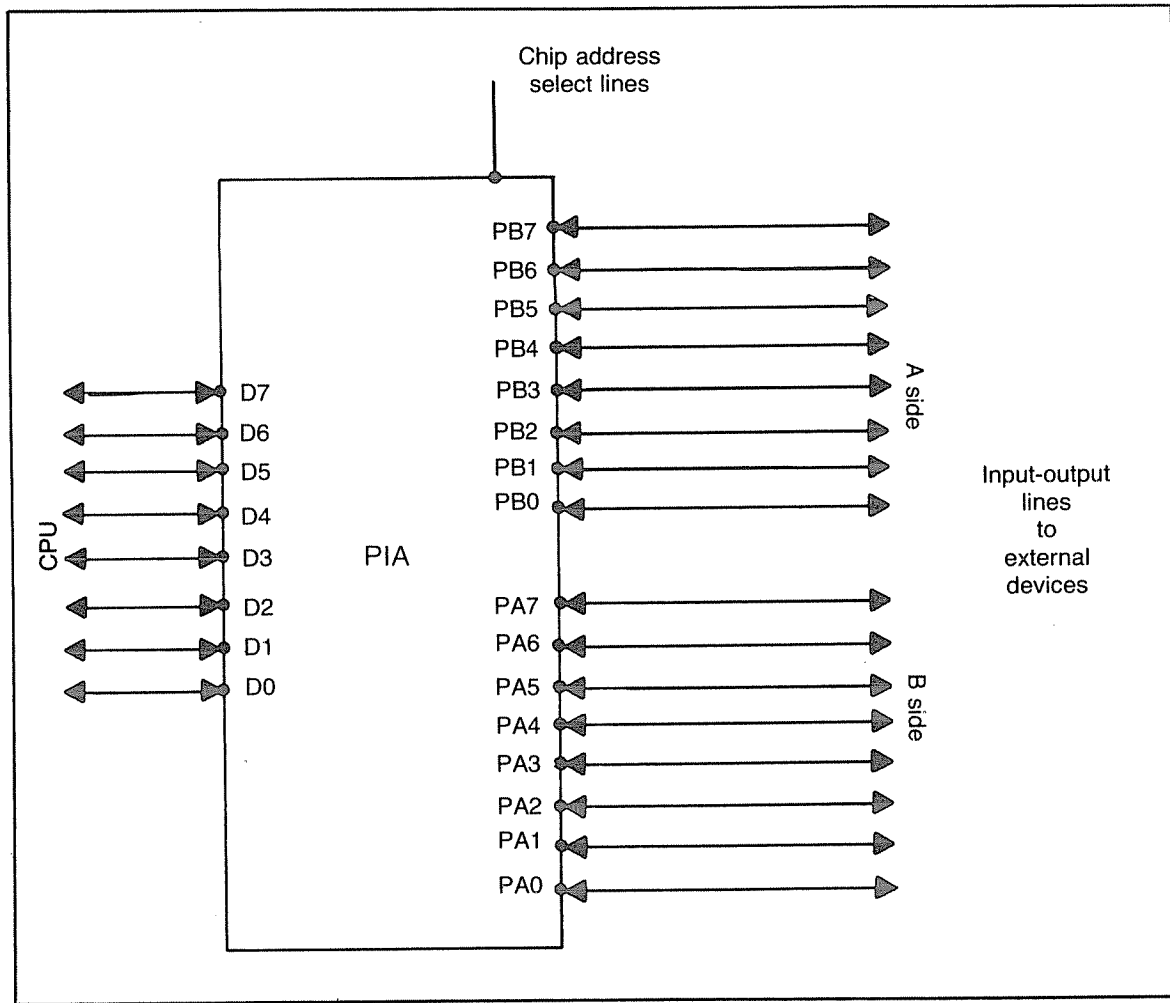 Chip address
select lines
PB7
PB6
PB5
PB4
PB3
PB2
PB1
PB0
A side
D7
D6
D5
D4
D3
D2
D1
D0
CPU
PIA
Input-output
lines
to
external
devices
PA7
PA6
PA5
PA4
PA3
PA2
PA1
PA0
B side